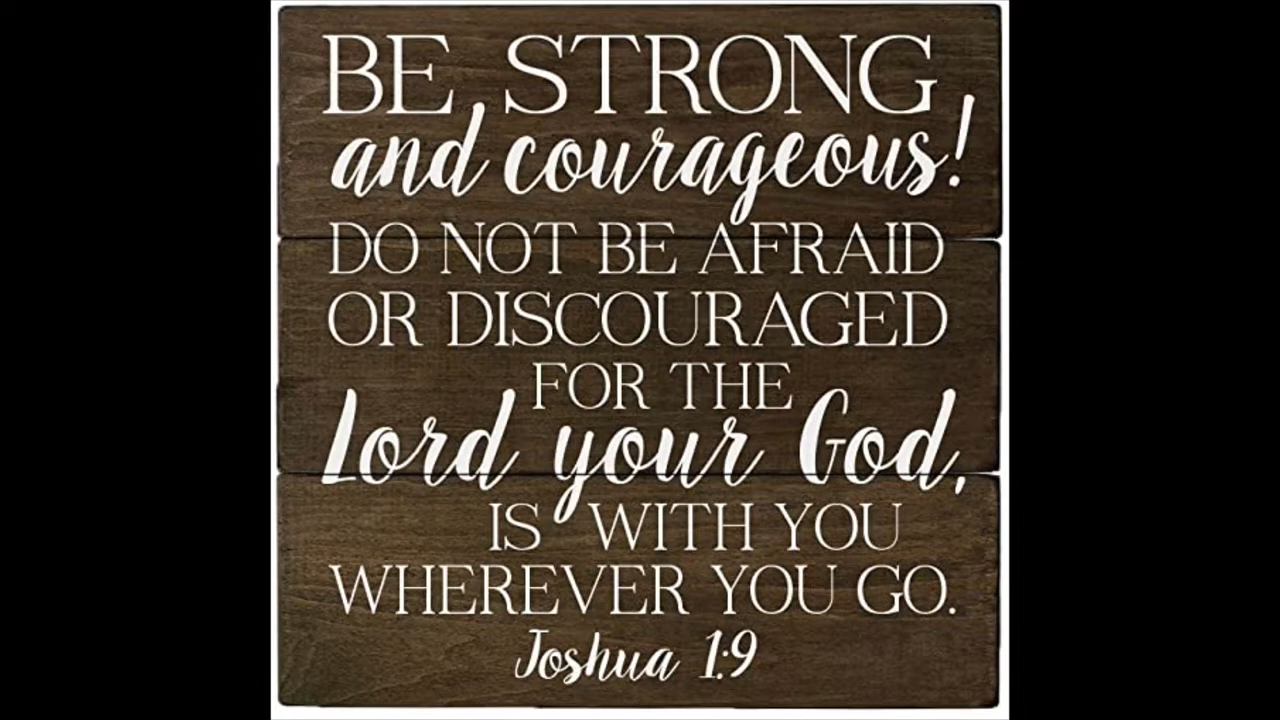 BE STRONG
and courageous!
DO NOT BE AFRAID
OR DISCOURAGED
FOR THE
Lord your God,
IS WITH YOU
WHEREVER YOU GO.
Joshua 1:9